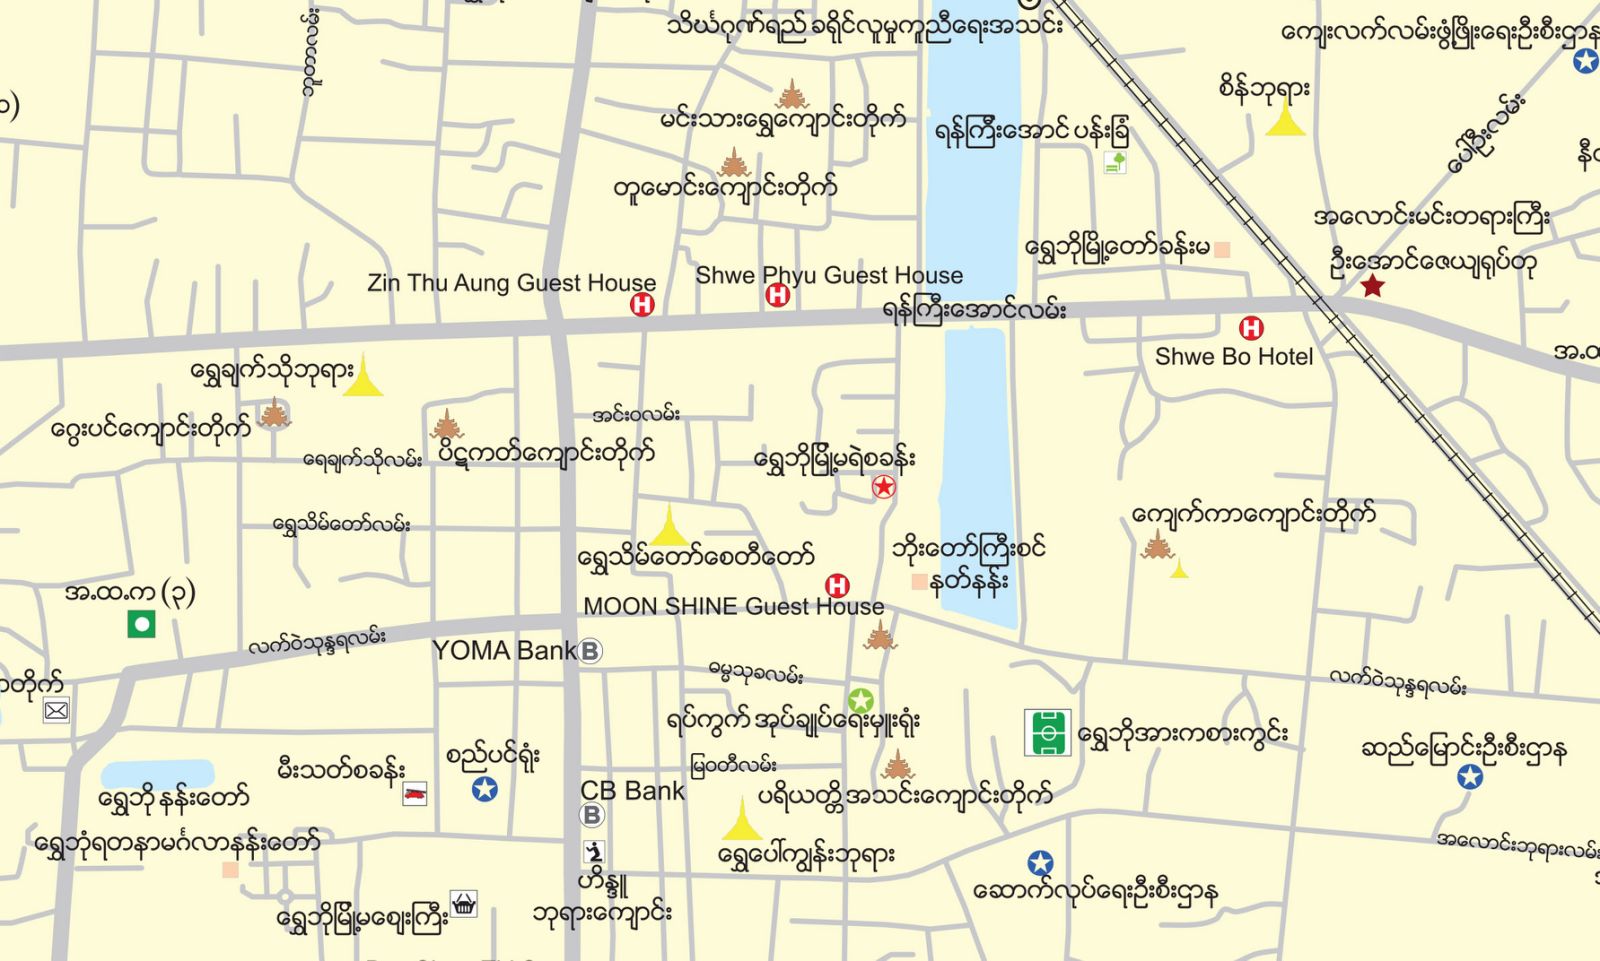 သိင်္ဃဂုဏ်ရည် ခရိုင်လူမှုကူညီရေးအသင်း
ကျေးလက်လမ်းဖွံ့ဖြိုးရေးဦးစီးဌာန
စိန်ဘုရား
မင်းသားရွှေကျောင်းတိုက်
ရန်ကြီးအောင် ပန်းခြံ
ပေါ်ဦးလမ်း
တူမောင်းကျောင်းတိုက်
အလောင်းမင်းတရားကြီး
ဦးအောင်ဇေယျရုပ်တု
ရွှေဘိုမြို့တော်ခန်းမ
Zin Thu Aung Guest House
Shwe Phyu Guest House
ရန်ကြီးအောင်လမ်း
Shwe Bo Hotel
ရွှေချက်သိုဘုရား
ဂွေးပင်ကျောင်းတိုက်
အင်းဝလမ်း
ရေချက်သိုလမ်း
ပိဋကတ်ကျောင်းတိုက်
ရွှေဘိုမြို့မရဲစခန်း
ရွှေသိမ်တော်လမ်း
ကျောက်ကာကျောင်းတိုက်
ရွှေသိမ်တော်စေတီတော်
ဘိုးတော်ကြီးစင်
နတ်နန်း
အ.ထ.က (၃)
MOON SHINE Guest House
လက်ဝဲသုန္ဒရလမ်း
YOMA Bank
B
ဓမ္မသုခလမ်း
လက်ဝဲသုန္ဒရလမ်း
ရပ်ကွက် အုပ်ချုပ်ရေးမှူးရုံး
ရွှေဘိုအားကစားကွင်း
ဆည်မြောင်းဦးစီးဌာန
စည်ပင်ရုံး
မီးသတ်စခန်း
မြဝတီလမ်း
ရွှေဘို နန်းတော်
CB Bank
B
ပရိယတ္တိ အသင်းကျောင်းတိုက်
ရွှေဘုံရတနာမင်္ဂလာနန်းတော်
ရွှေပေါ်ကျွန်းဘုရား
အလောင်းဘုရားလမ်း
ဟိန္ဒူ
ဘုရားကျောင်း
ဆောက်လုပ်ရေးဦးစီးဌာန
ရွှေဘိုမြို့မဈေးကြီး